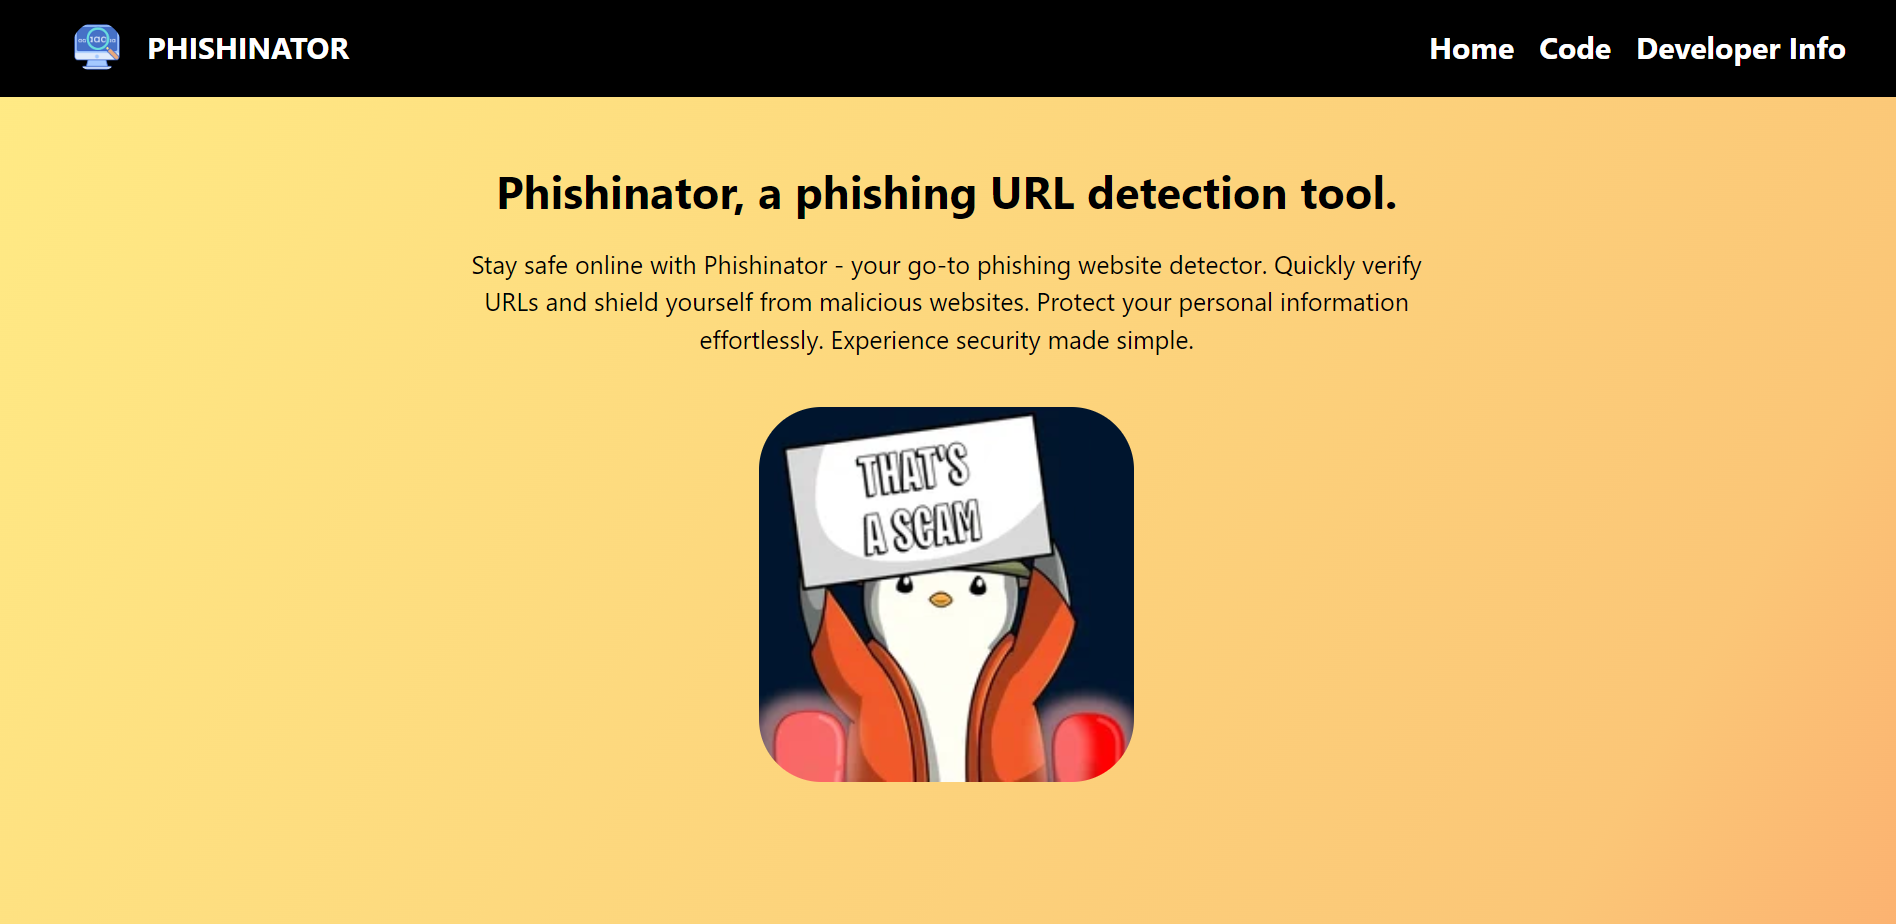 PHISHINATOR
Home Code Developer Info
Phishinator, a phishing URL detection tool.
Stay safe online with Phishinator - your go-to phishing website detector. Quickly verify
URLs and shield yourself from malicious websites. Protect your personal information
effortlessly. Experience security made simple.
THAT'S
A SCAM